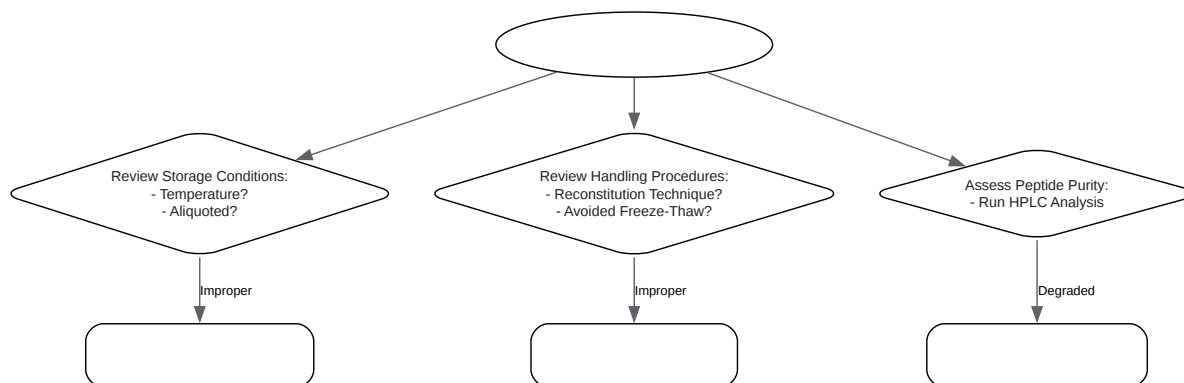 Review Storage Conditions:
- Temperature?
- Aliquoted?
Review Handling Procedures:
- Reconstitution Technique?
- Avoided Freeze-Thaw?
Assess Peptide Purity:
- Run HPLC Analysis
Improper
Improper
Degraded